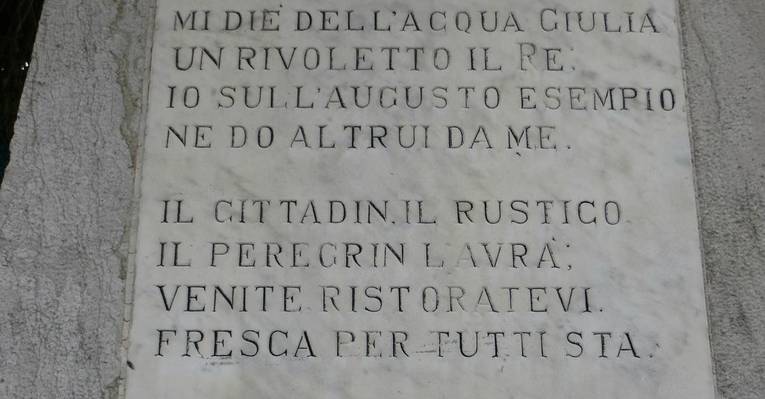 MI DIE DELL'ACQUA GIULIA
UN RIVOLETTO IL RE:
IO SULL'AUGUSTO ESEMPIO
NE DO ALTRUI DA ME.
IL CITTADIN.IL RUSTICO
IL PEREGRIN L'AVRA;
VENITE RISTORATEVI.
FRESCA PER TUTTI STA.